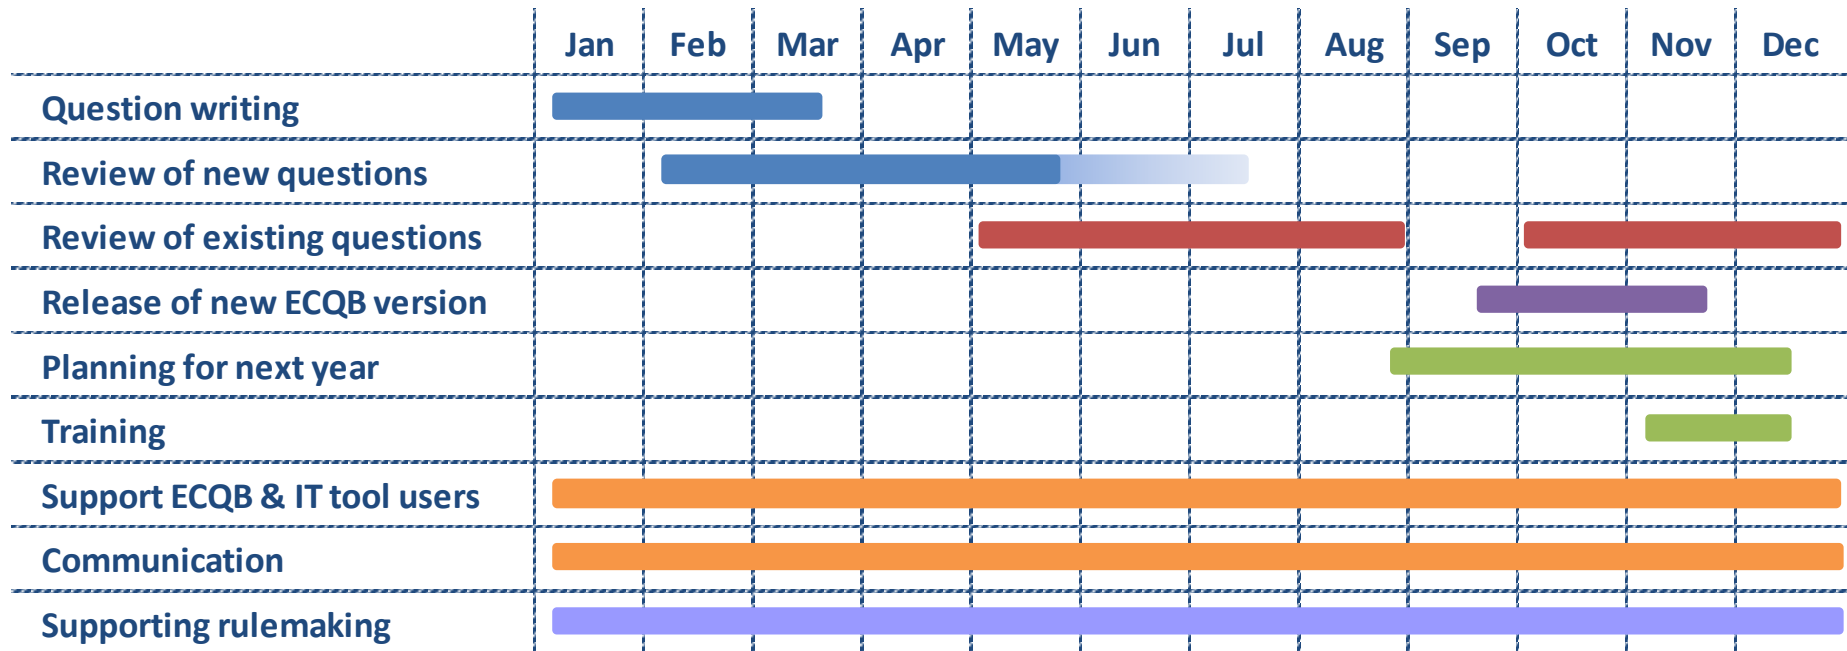 Jan Feb Mar Apr May Jun Jul Aug Sep Oct Nov Dec
Question writing
Review of new questions
Review of existing questions
Release of new ECQB version
Planning for next year
Training
Support ECQB & IT tool users
Communication
Supporting rulemaking